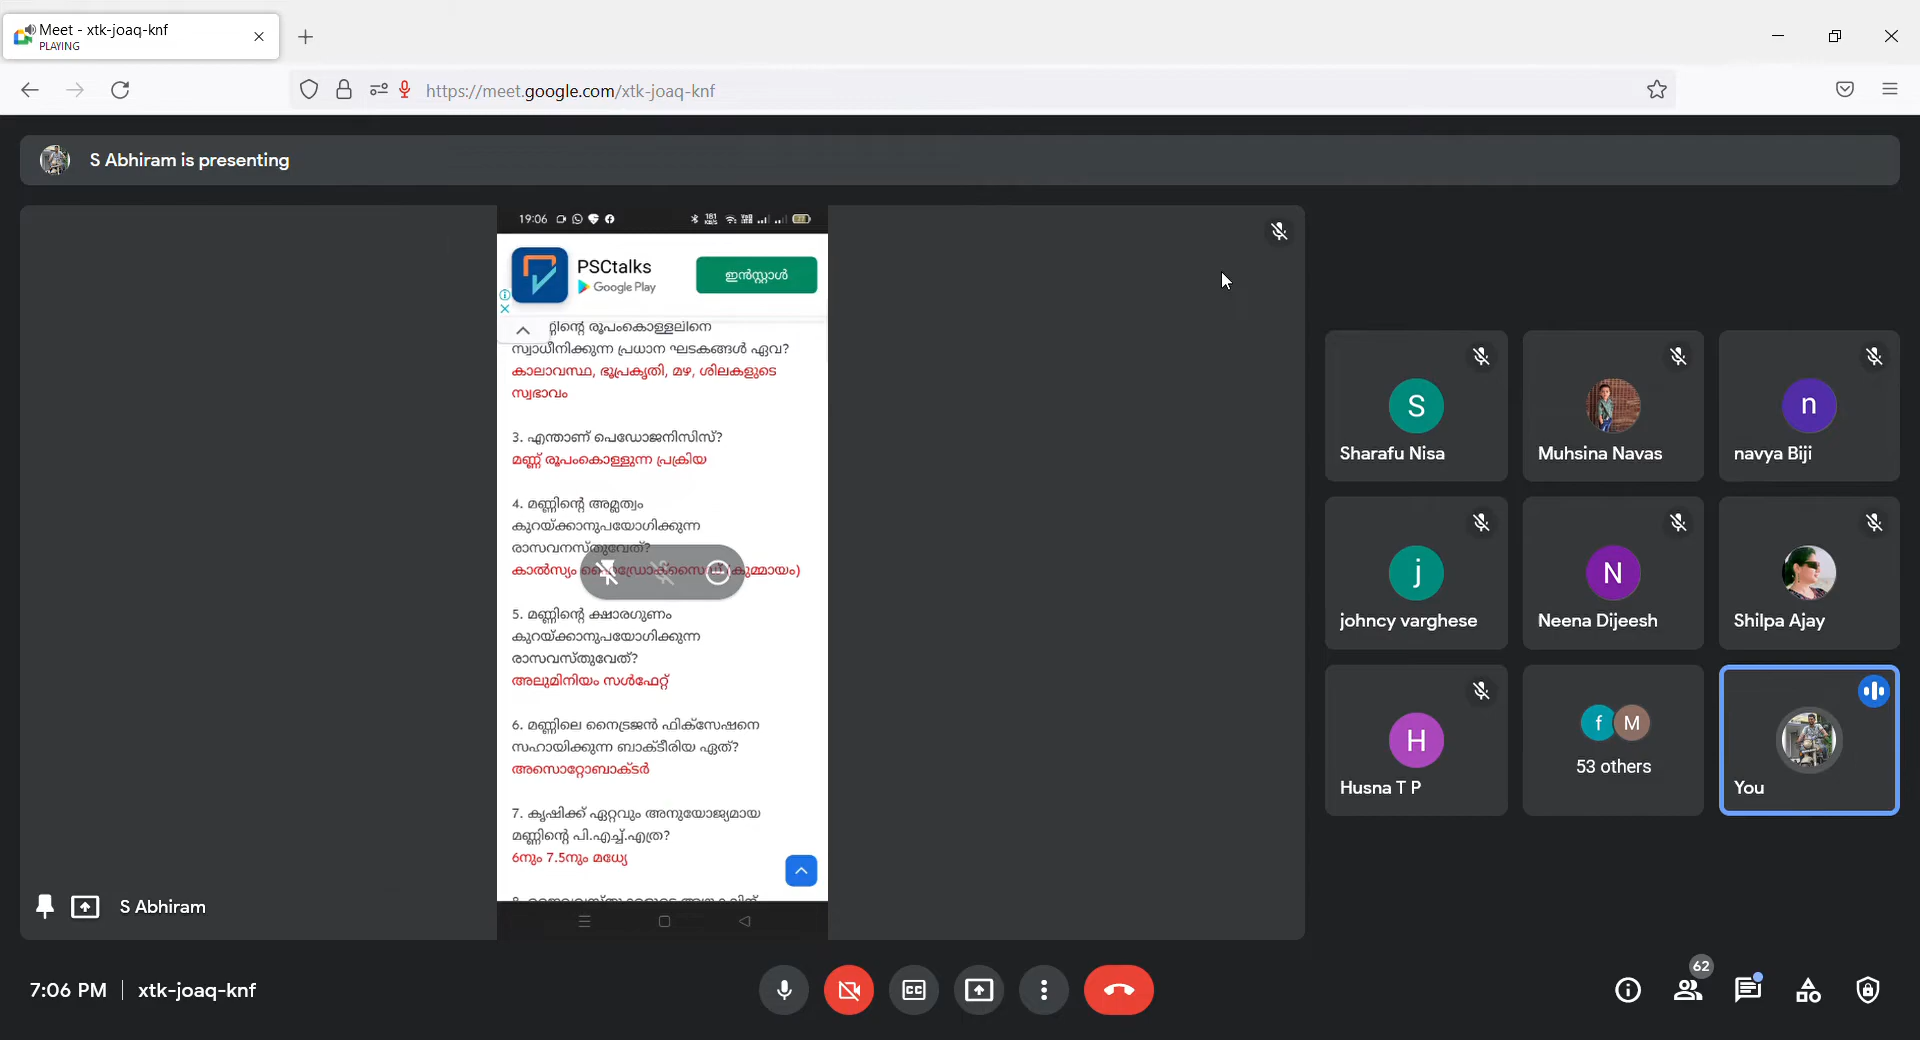 Meet - xtk-joaq-knf
PLAYING
https://meet.google.com/xtk-joaq-knf
S Abhiram is presenting
19:06
PSCtalks
Google Play
ഇൻസ്റ്റാൾ
രൂപംകൊള്ളലിനെ
സ്വാധീനിക്കുന്ന പ്രധാന ഘടകങ്ങൾ ഏവ?
കാലാവസ്ഥ, ഭൂപ്രകൃതി, മഴ, ശിലകളുടെ
സ്വഭാവം
3. എന്താണ് പെഡോജനിസിസ്?
മണ്ണ് രൂപംകൊള്ളുന്ന പ്രക്രിയ
4. മണ്ണിന്റെ അമ്ലത്വം
കുറയ്ക്കാനുപയോഗിക്കുന്ന
രാസവസ്തുവേത്?
കാൽസ്യം ഹൈഡ്രോക്സൈഡ് (കുമ്മായം)
5. മണ്ണിന്റെ ക്ഷാരഗുണം
കുറയ്ക്കാനുപയോഗിക്കുന്ന
രാസവസ്തുവേത്?
അലുമിനിയം സൾഫേറ്റ്
6. മണ്ണിലെ നൈട്രജൻ ഫിക്സേഷനെ
സഹായിക്കുന്ന ബാക്ടീരിയ ഏത്?
അസൊറ്റോബാക്ടർ
7. കൃഷിക്ക് ഏറ്റവും അനുയോജ്യമായ
മണ്ണിന്റെ പി.എച്ച്.എത്ര?
6നും 7.5നും മധ്യേ
S Abhiram
Sharafu Nisa
Muhsina Navas
n
navya Biji
S
j
johncy varghese
N
Neena Dijeesh
Shilpa Ajay
H
Husna T P
f M
53 others
You
7:06 PM
xtk-joaq-knf
CC
62